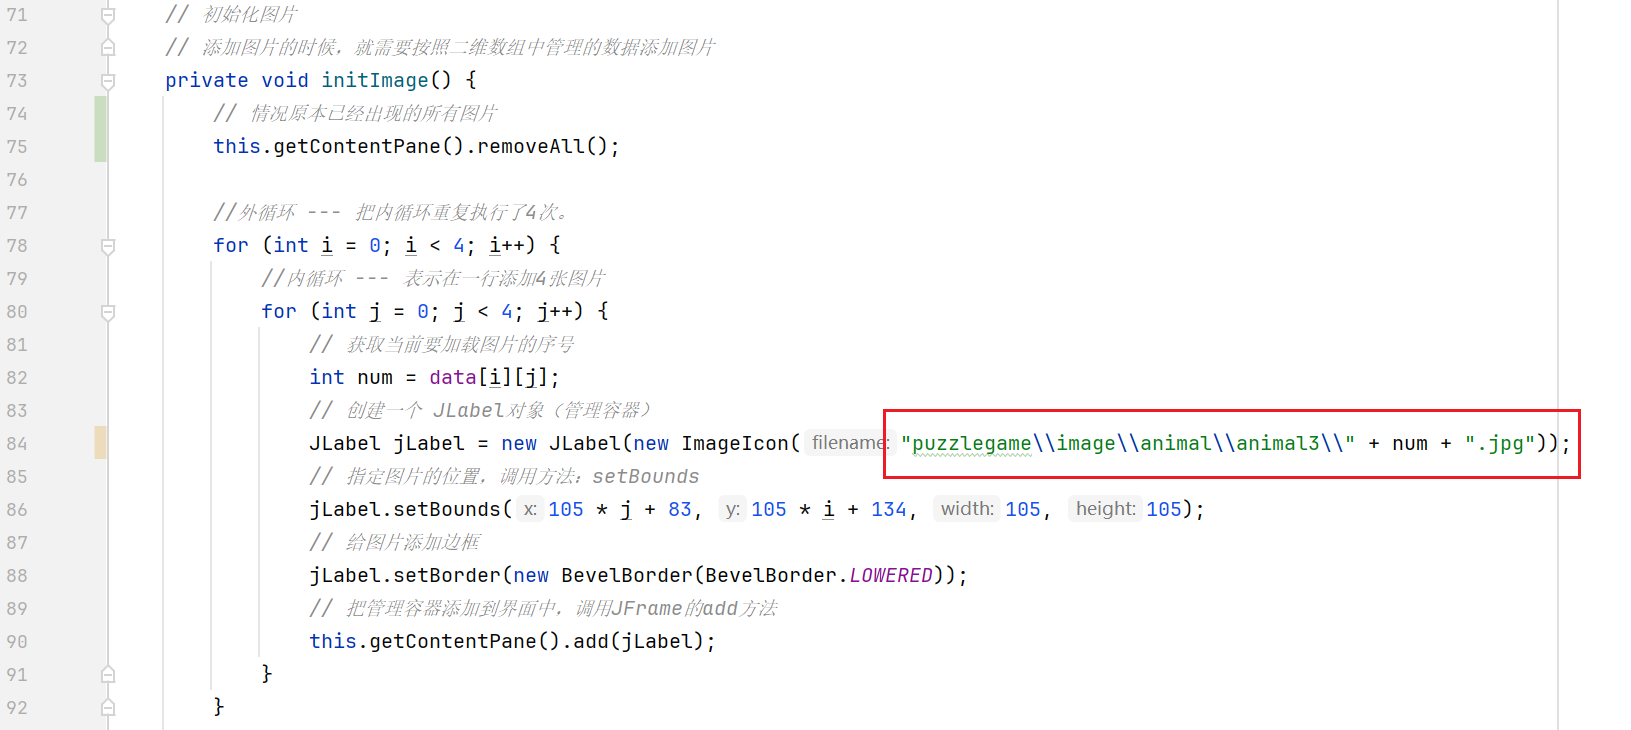 71 // 初始化图片
72 // 添加图片的时候，就需要按照二维数组中管理的数据添加图片
73 private void initImage() {
74 // 情况原本已经出现的所有图片
75 this.getContentPane().removeAll();
76
77 //外循环 --- 把内循环重复执行了4次。
78 for (int i = 0; i < 4; i++) {
79 //内循环 --- 表示在一行添加4张图片
80 for (int j = 0; j < 4; j++) {
81 // 获取当前要加载图片的序号
82 int num = data[i][j];
83 // 创建一个 JLabel对象（管理容器）
84 JLabel jLabel = new JLabel(new ImageIcon( filename: "puzzlegame\\image\\animal\\animal3\\" + num + ".jpg"));
85 // 指定图片的位置，调用方法：setBounds
86 jLabel.setBounds( x: 105 * j + 83, y: 105 * i + 134, width: 105, height: 105);
87 // 给图片添加边框
88 jLabel.setBorder(new BevelBorder(BevelBorder.LOWERED));
89 // 把管理容器添加到界面中，调用JFrame的add方法
90 this.getContentPane().add(jLabel);
91 }
92 }